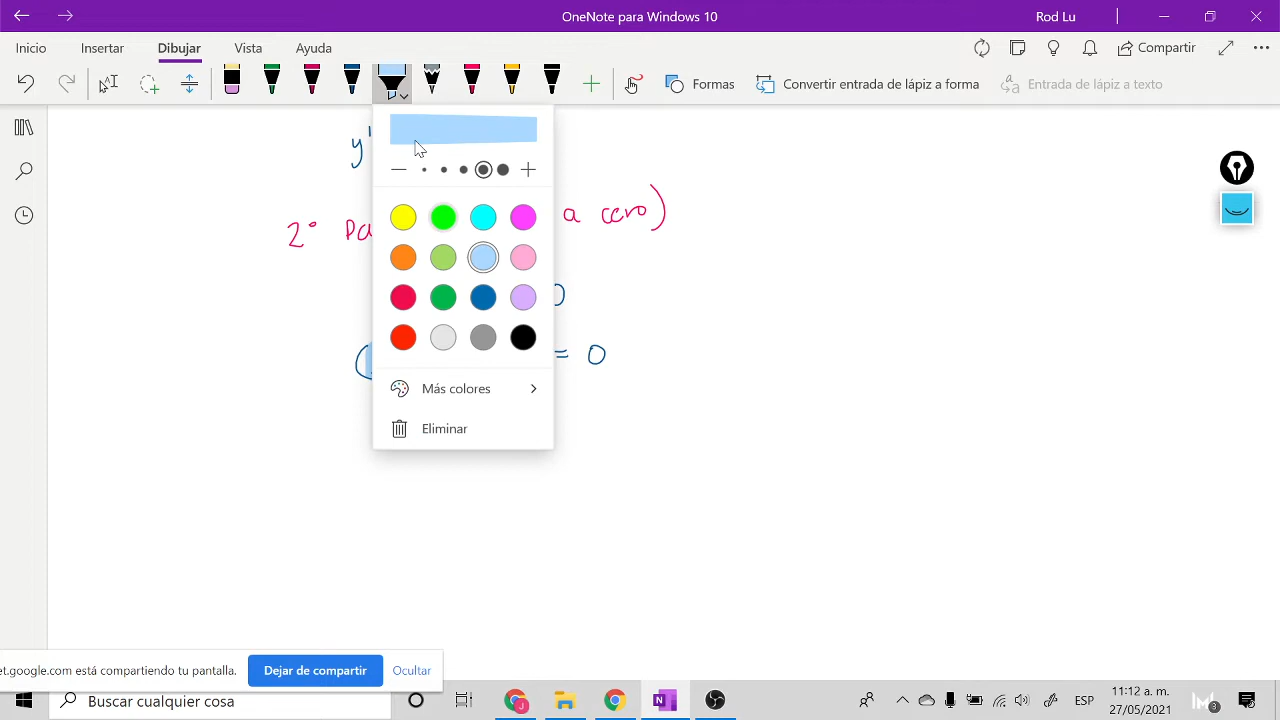 OneNote para Windows 10
Rod Lu
Inicio
Insertar
Dibujar
Vista
Ayuda
Compartir
Formas
Convertir entrada de lápiz a forma
Entrada de lápiz a texto
y'
2° Pa
a cero)
0
(
= 0
Más colores
Eliminar
et.google.com está compartiendo tu pantalla.
Dejar de compartir
Ocultar
Buscar cualquier cosa
J
N
ESP
11:12 a. m.
27/05/2021
3